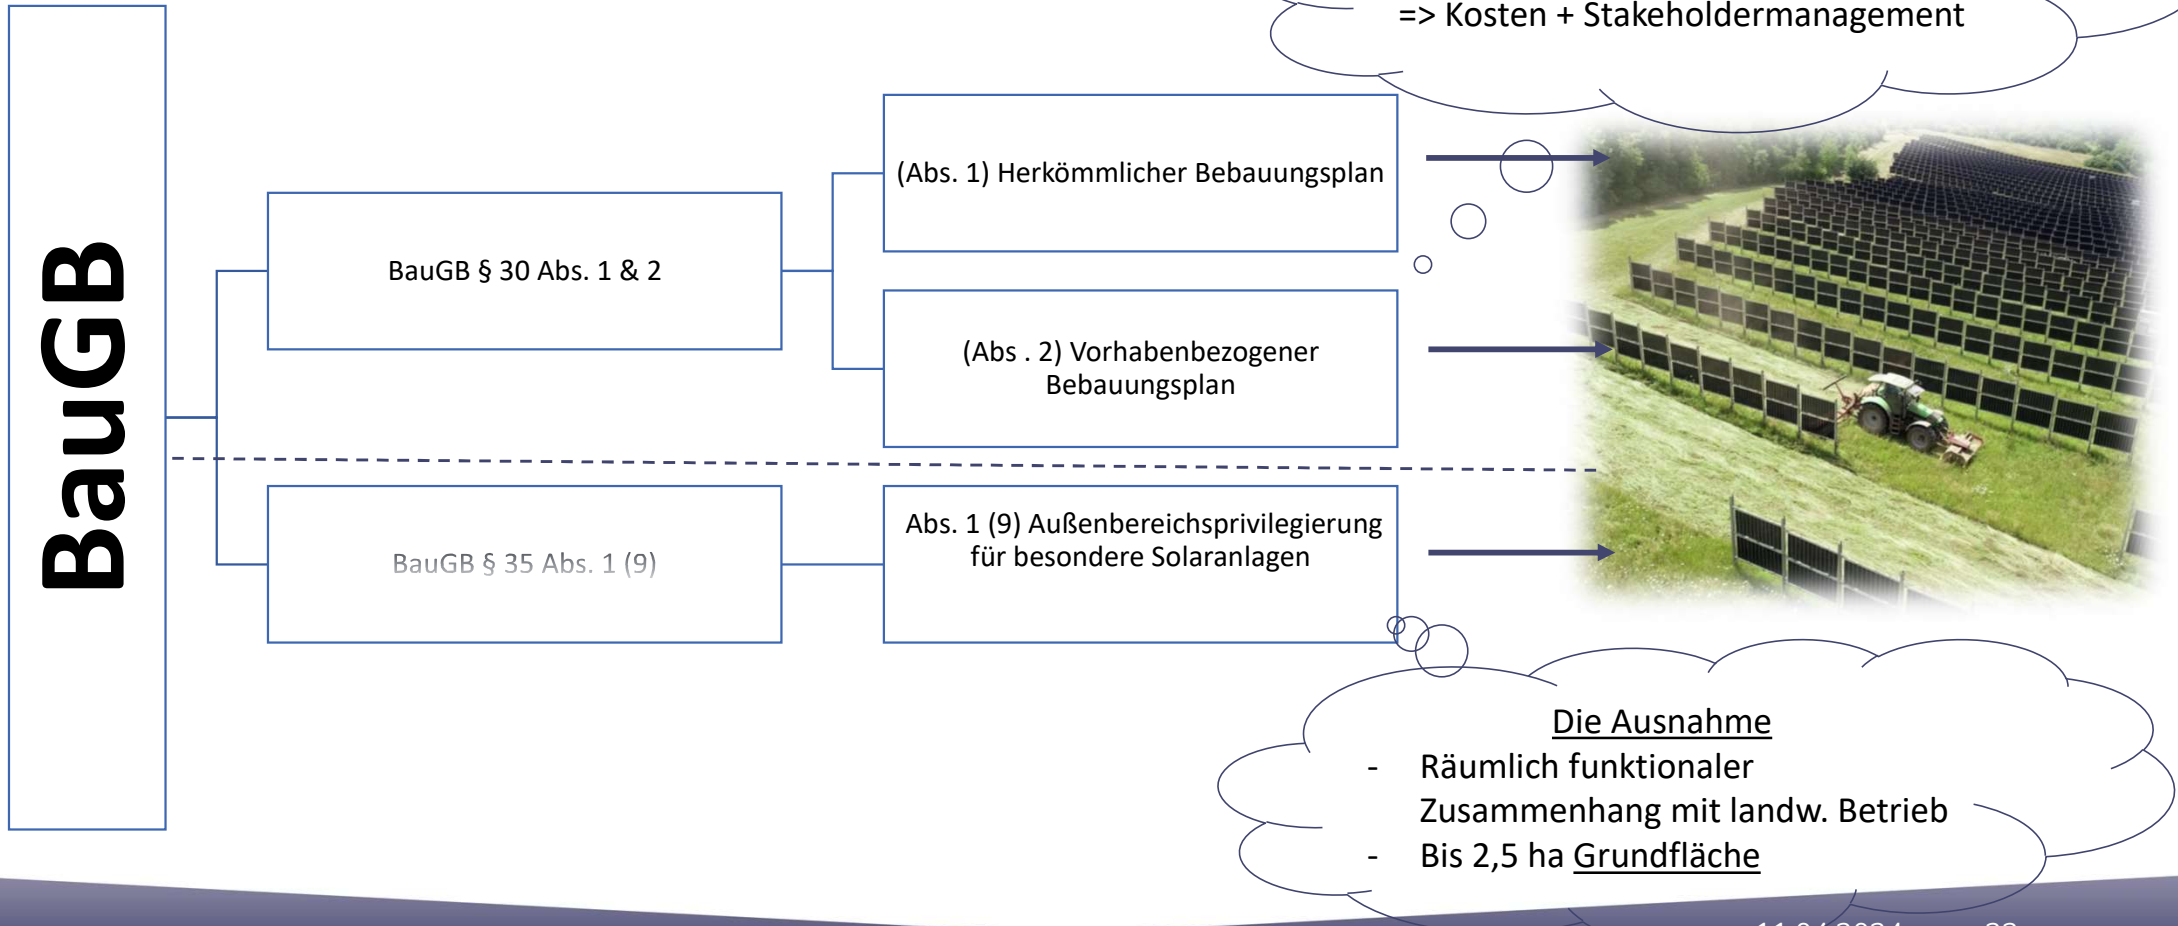 => Kosten + Stakeholdermanagement
BauGB
BauGB § 30 Abs. 1 & 2
(Abs. 1) Herkömmlicher Bebauungsplan
(Abs . 2) Vorhabenbezogener
Bebauungsplan
BauGB § 35 Abs. 1 (9)
Abs. 1 (9) Außenbereichsprivilegierung
für besondere Solaranlagen
Die Ausnahme
- Räumlich funktionaler
Zusammenhang mit landw. Betrieb
- Bis 2,5 ha Grundfläche